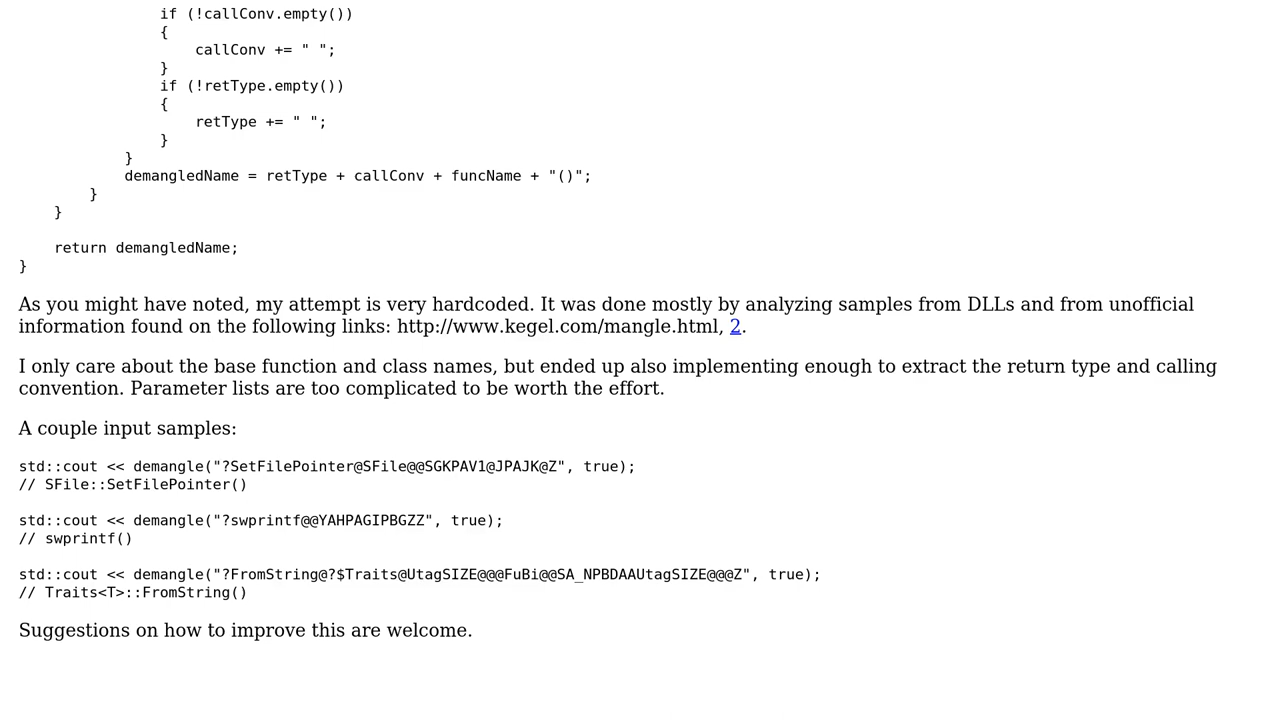 if (!callConv.empty())
{
callConv += " ";
}
if (!retType.empty())
{
retType += " ";
}
}
demangledName = retType + callConv + funcName + "()";
}
}
return demangledName;
}
As you might have noted, my attempt is very hardcoded. It was done mostly by analyzing samples from DLLs and from unofficial
information found on the following links: http://www.kegel.com/mangle.html, 2.
I only care about the base function and class names, but ended up also implementing enough to extract the return type and calling
convention. Parameter lists are too complicated to be worth the effort.
A couple input samples:
std::cout << demangle("?SetFilePointer@SFile@@SGKPAV1@JPAJK@Z", true);
// SFile::SetFilePointer()
std::cout << demangle("?swprintf@@YAHPAGIPBGZZ", true);
// swprintf()
std::cout << demangle("?FromString@?$Traits@UtagSIZE@@@FuBi@@SA_NPBDAAUtagSIZE@@@Z", true);
// Traits<T>::FromString()
Suggestions on how to improve this are welcome.